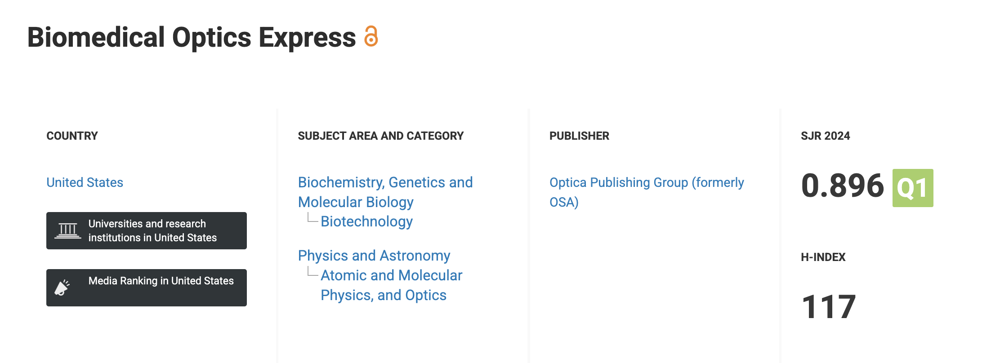 Biomedical Optics Express
COUNTRY
United States
Universities and research
institutions in United States
Media Ranking in United States
SUBJECT AREA AND CATEGORY
Biochemistry, Genetics and
Molecular Biology
Biotechnology
Physics and Astronomy
Atomic and Molecular
Physics, and Optics
PUBLISHER
Optica Publishing Group (formerly
OSA)
SJR 2024
0.896 Q1
H-INDEX
117